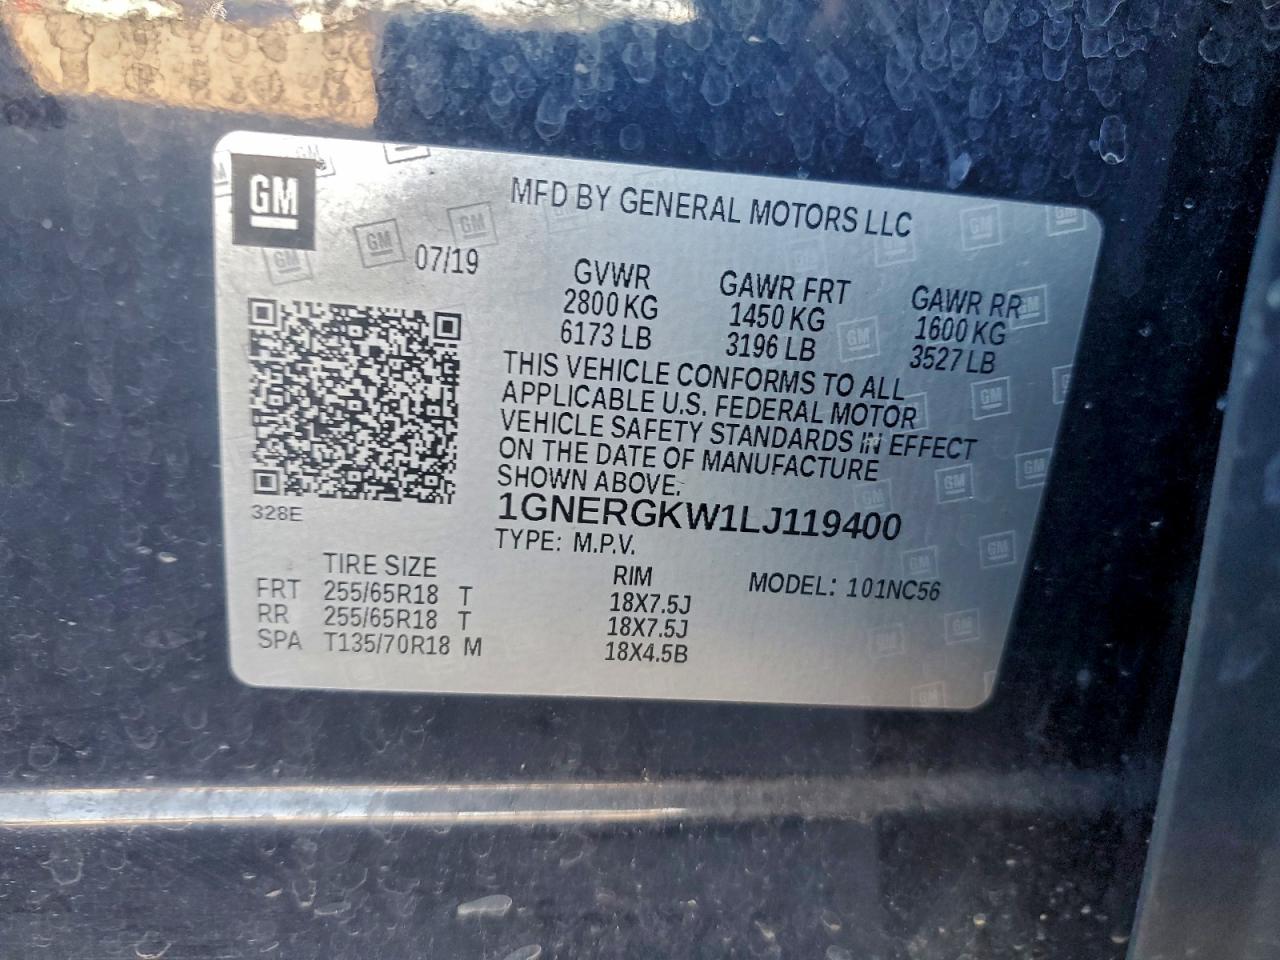 GM
MFD BY GENERAL MOTORS LLC
07/19
GVWR GAWR FRT GAWR RR
2800 KG 1450 KG 1600 KG
6173 LB 3196 LB 3527 LB
THIS VEHICLE CONFORMS TO ALL
APPLICABLE U.S. FEDERAL MOTOR
VEHICLE SAFETY STANDARDS IN EFFECT
ON THE DATE OF MANUFACTURE
SHOWN ABOVE.
328E
1GNERGKW1LJ119400
TYPE: M.P.V.
TIRE SIZE RIM MODEL: 101NC56
FRT 255/65R18 T 18X7.5J
RR 255/65R18 T 18X7.5J
SPA T135/70R18 M 18X4.5B